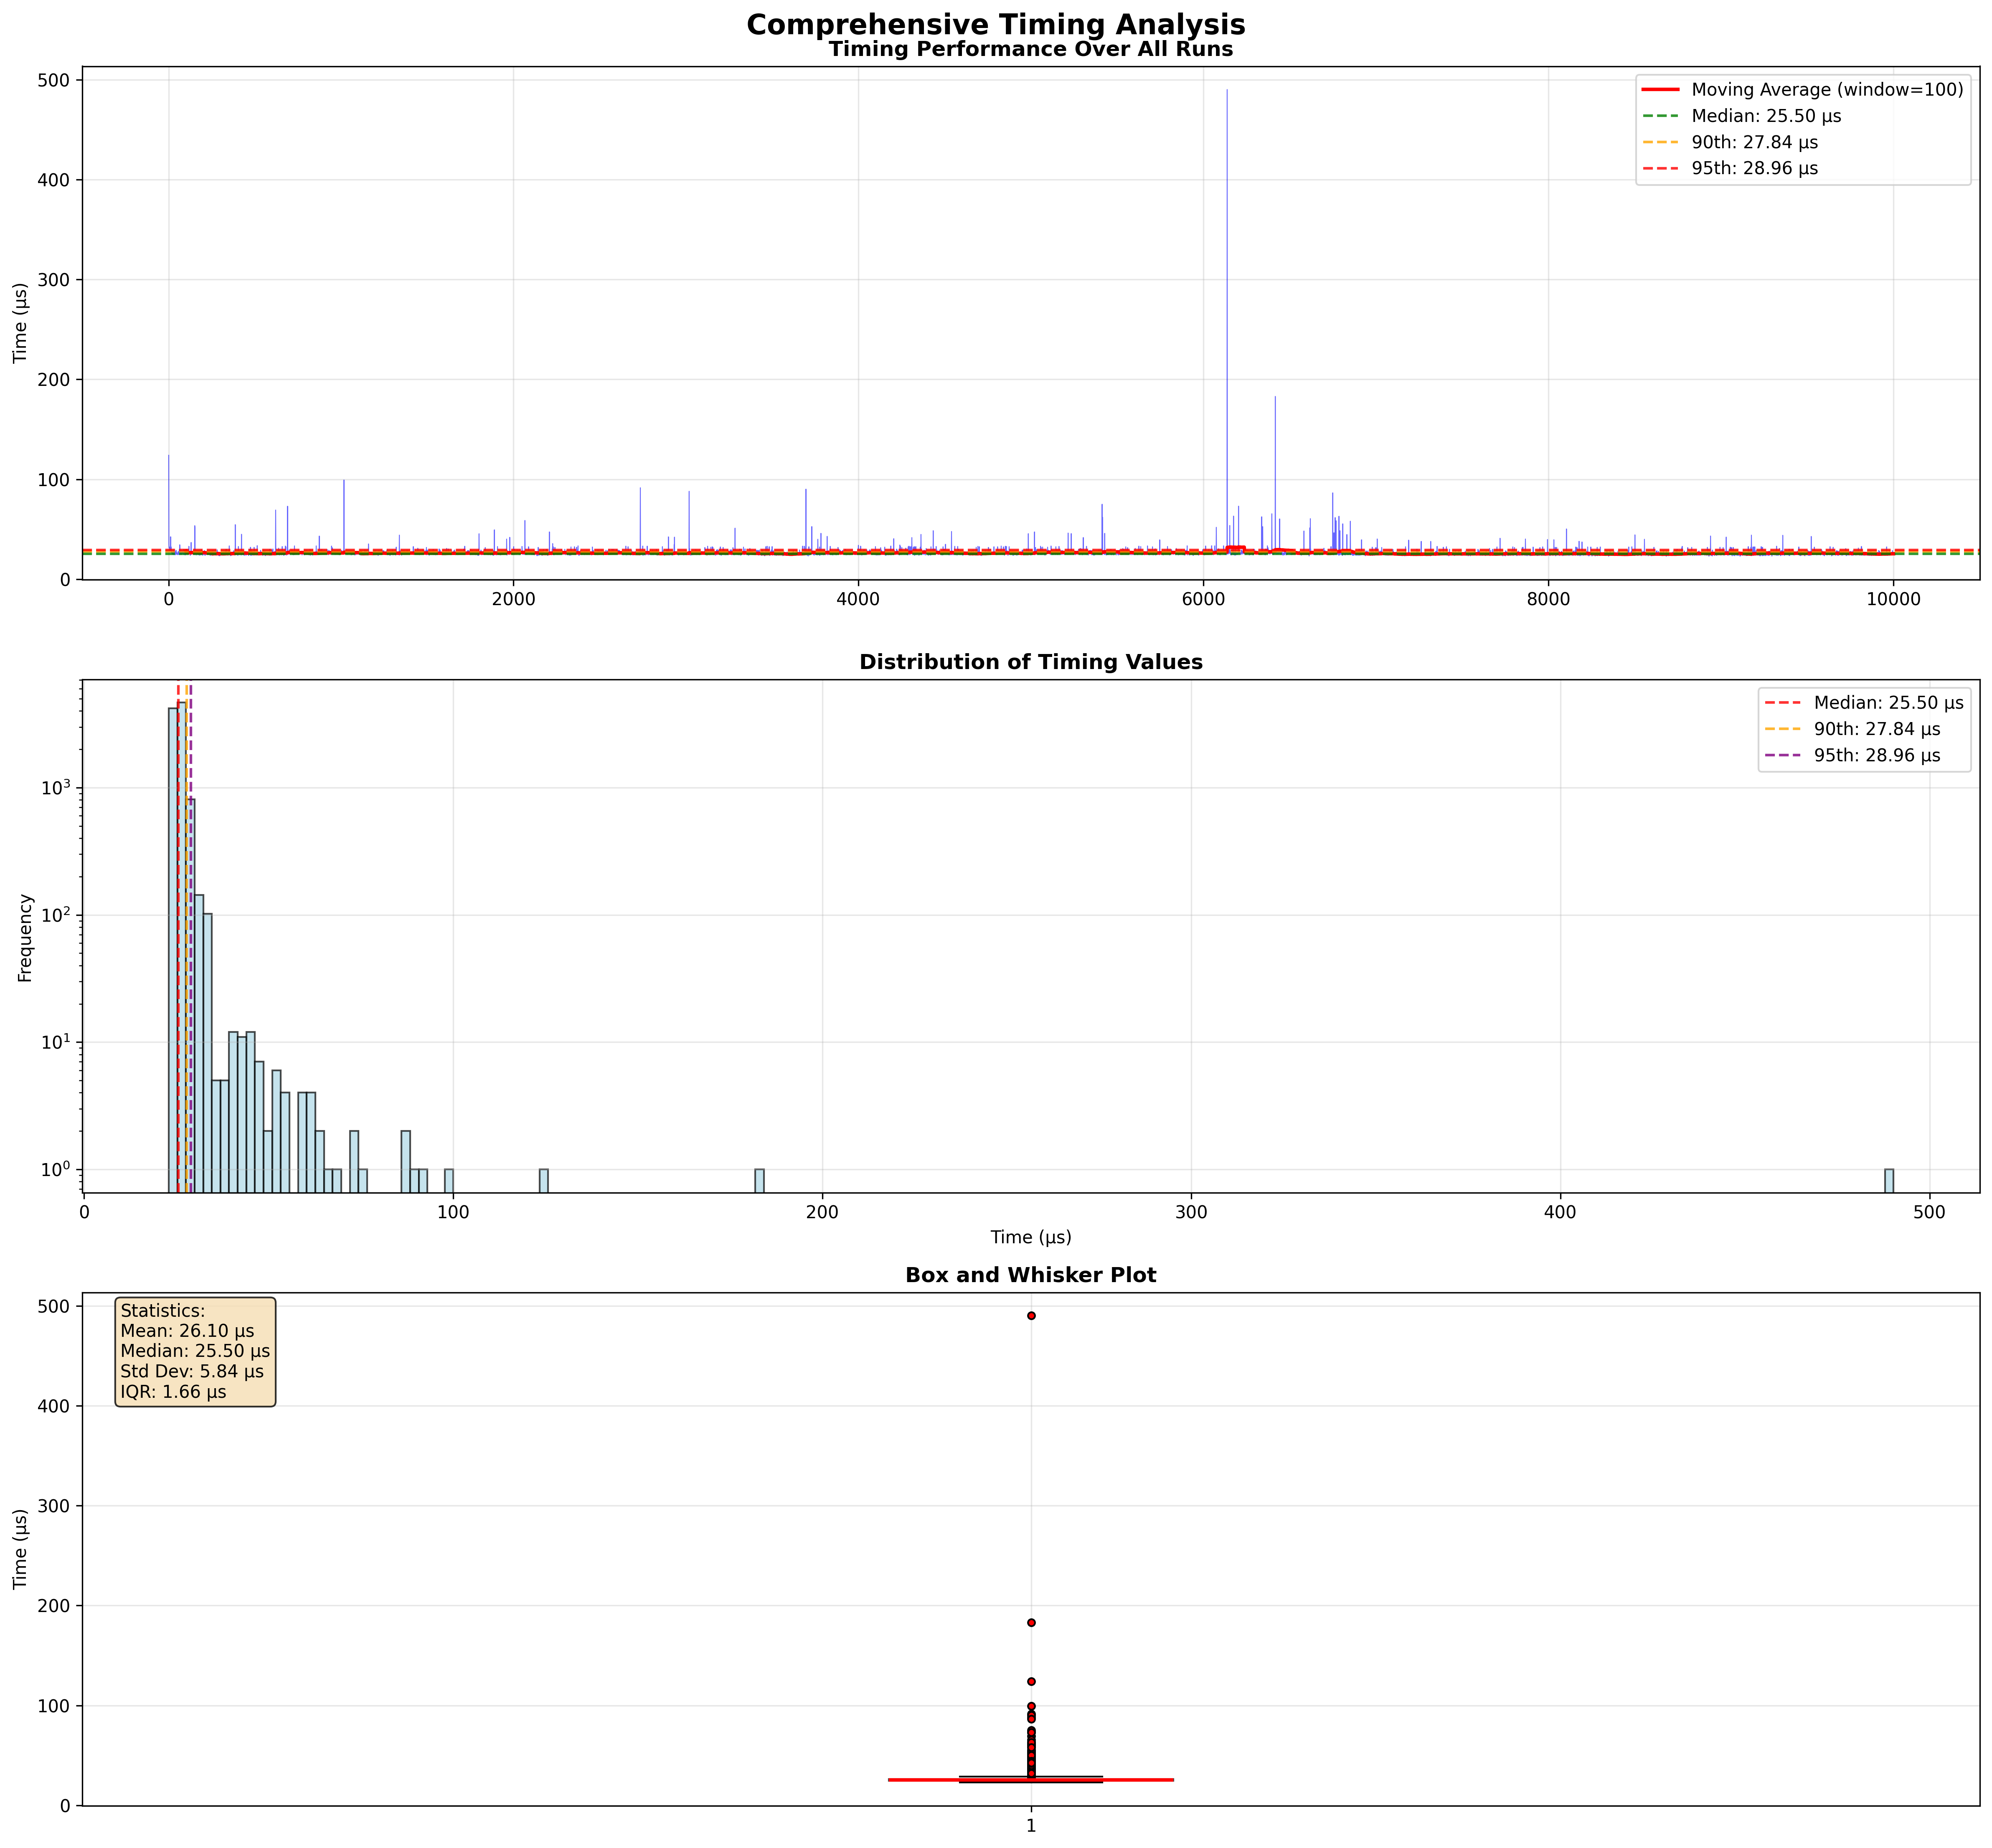 Comprehensive Timing Analysis
Timing Performance Over All Runs
Time (µs)
500
400
300
200
100
0
0 2000 4000 6000 8000 10000
Moving Average (window=100)
Median: 25.50 µs
90th: 27.84 µs
95th: 28.96 µs
Distribution of Timing Values
Frequency
10³
10²
10¹
10⁰
0 100 200 300 400 500
Time (µs)
Median: 25.50 µs
90th: 27.84 µs
95th: 28.96 µs
Box and Whisker Plot
Time (µs)
500
400
300
200
100
0
1
Statistics:
Mean: 26.10 µs
Median: 25.50 µs
Std Dev: 5.84 µs
IQR: 1.66 µs